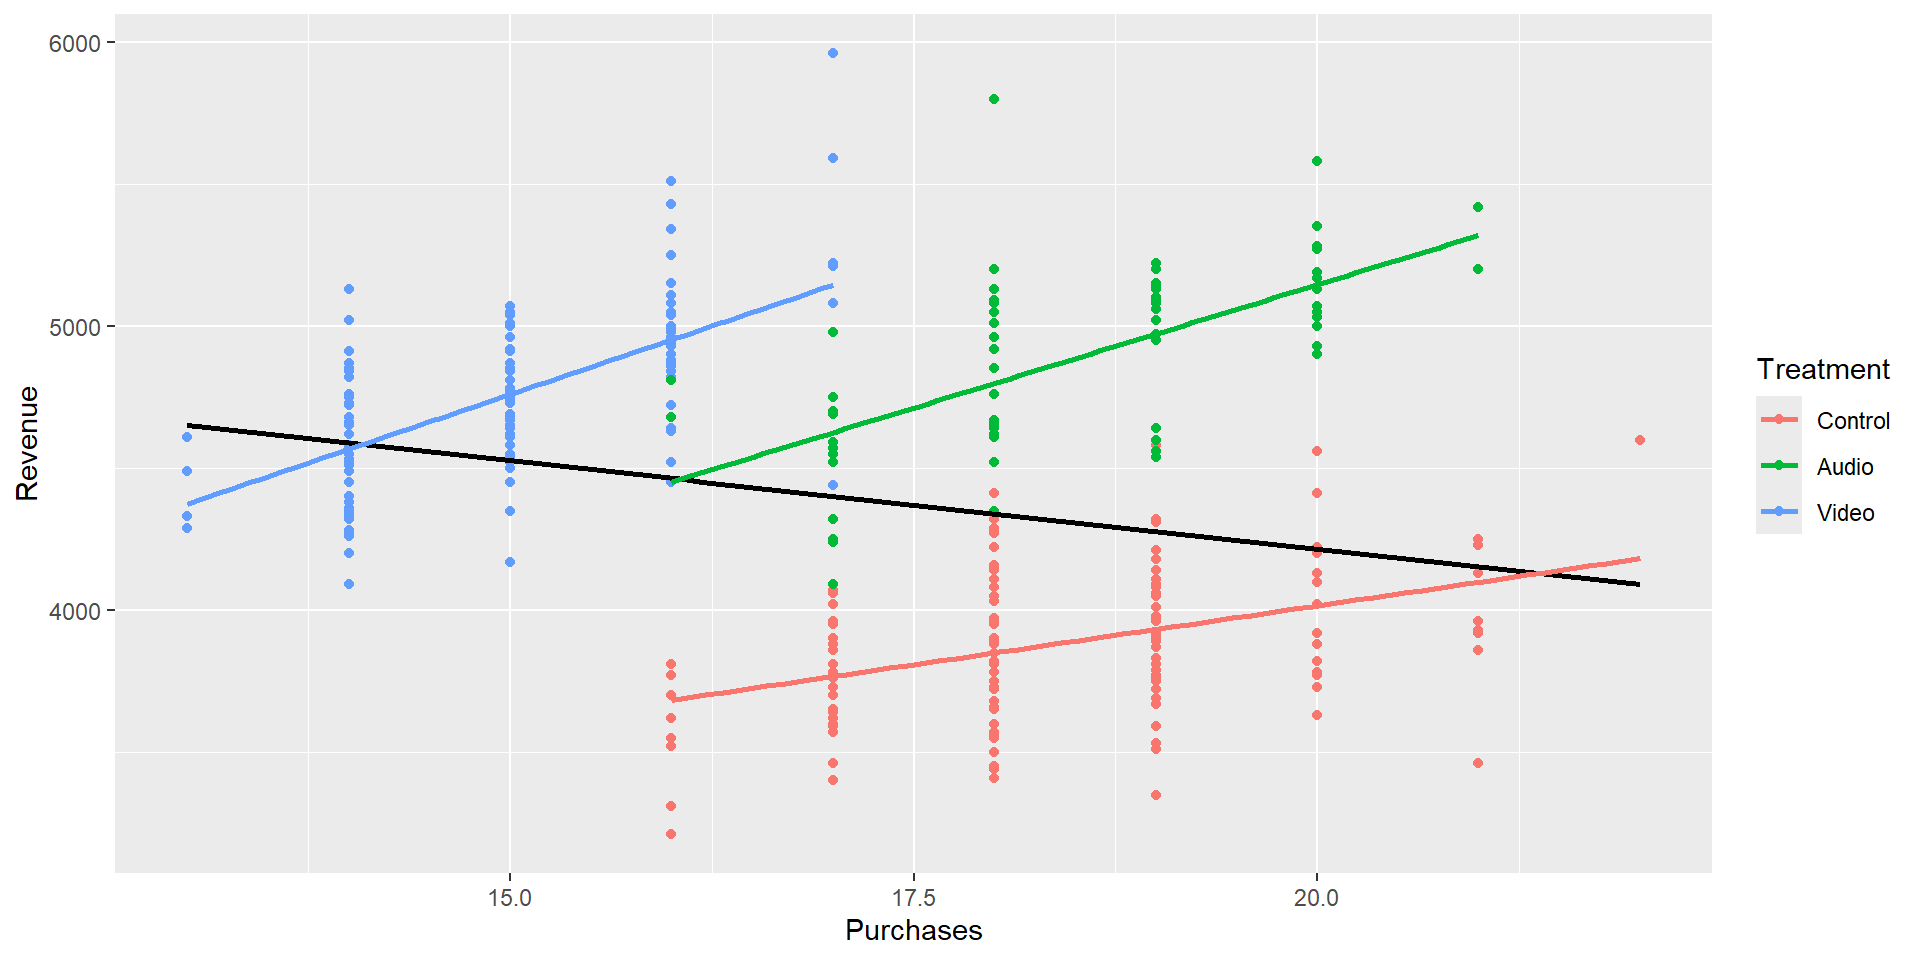 6000
5000
4000
Revenue
15.0
17.5
20.0
Purchases
Treatment
Control
Audio
Video